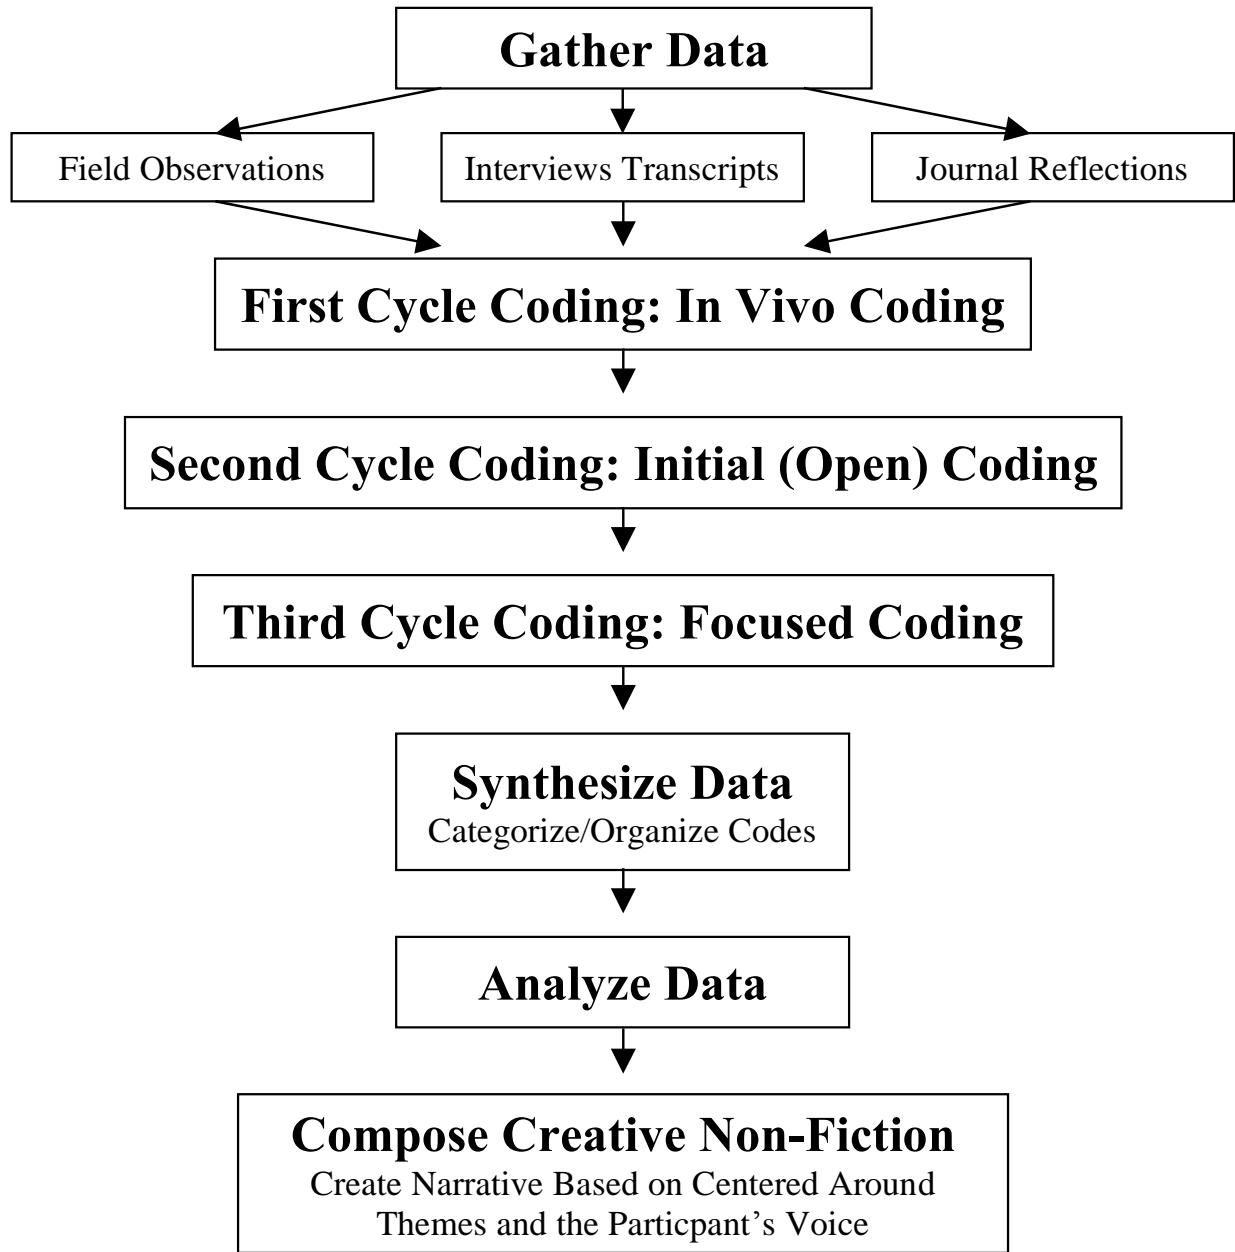 Gather Data
Field Observations
Interviews Transcripts
Journal Reflections
First Cycle Coding: In Vivo Coding
Second Cycle Coding: Initial (Open) Coding
Third Cycle Coding: Focused Coding
Synthesize Data
Categorize/Organize Codes
Analyze Data
Compose Creative Non-Fiction
Create Narrative Based on Centered Around
Themes and the Particpant’s Voice